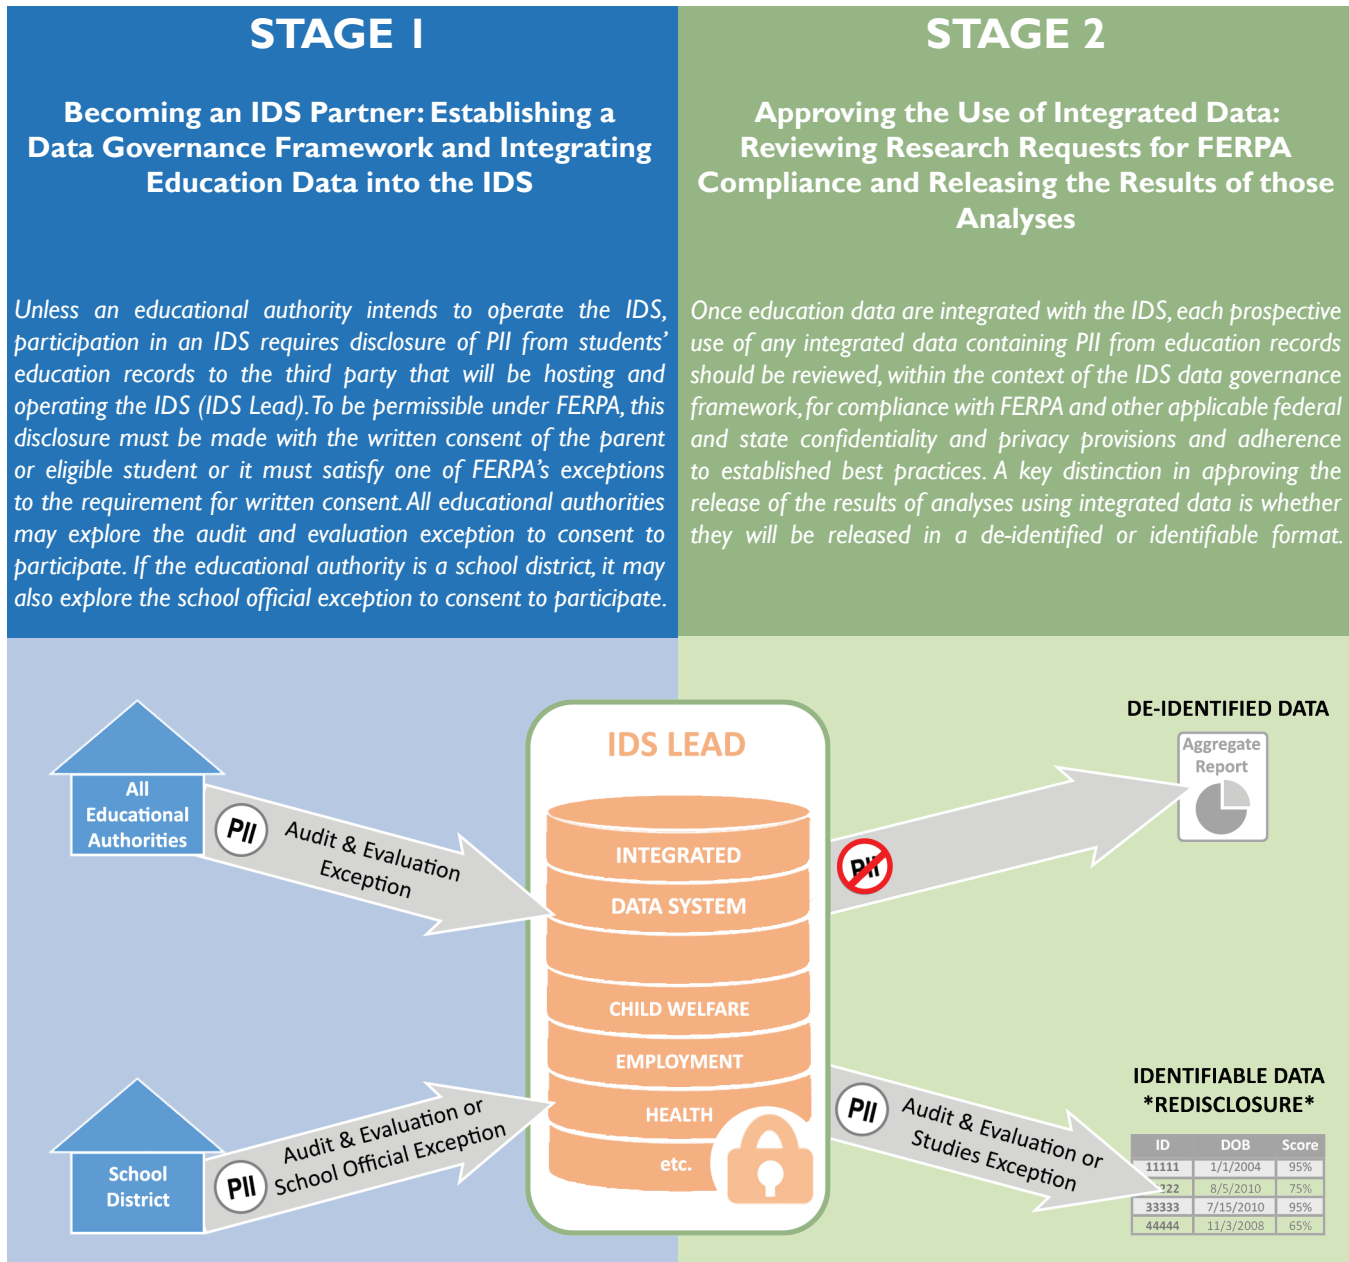 STAGE 1
Becoming an IDS Partner: Establishing a
Data Governance Framework and Integrating
Education Data into the IDS
Unless an educational authority intends to operate the IDS,
participation in an IDS requires disclosure of PII from students'
education records to the third party that will be hosting and
operating the IDS (IDS Lead). To be permissible under FERPA, this
disclosure must be made with the written consent of the parent
or eligible student or it must satisfy one of FERPA's exceptions
to the requirement for written consent. All educational authorities
may explore the audit and evaluation exception to consent to
participate. If the educational authority is a school district, it may
also explore the school official exception to consent to participate.
STAGE 2
Approving the Use of Integrated Data:
Reviewing Research Requests for FERPA
Compliance and Releasing the Results of those
Analyses
Once education data are integrated with the IDS, each prospective
use of any integrated data containing PII from education records
should be reviewed, within the context of the IDS data governance
framework, for compliance with FERPA and other applicable federal
and state confidentiality and privacy provisions and adherence
to established best practices. A key distinction in approving the
release of the results of analyses using integrated data is whether
they will be released in a de-identified or identifiable format.
All
Educational
Authorities
PII
Audit & Evaluation
Exception
School
District
PII
Audit & Evaluation or
School Official Exception
IDS LEAD
INTEGRATED
DATA SYSTEM
CHILD WELFARE
EMPLOYMENT
HEALTH
etc.
PII
DE-IDENTIFIED DATA
Aggregate
Report
PII
Audit & Evaluation or
Studies Exception
IDENTIFIABLE DATA
*REDISCLOSURE*
ID DOB Score
11111 1/1/2004 95%
222 8/5/2010 75%
33333 7/15/2010 95%
44444 11/3/2008 65%